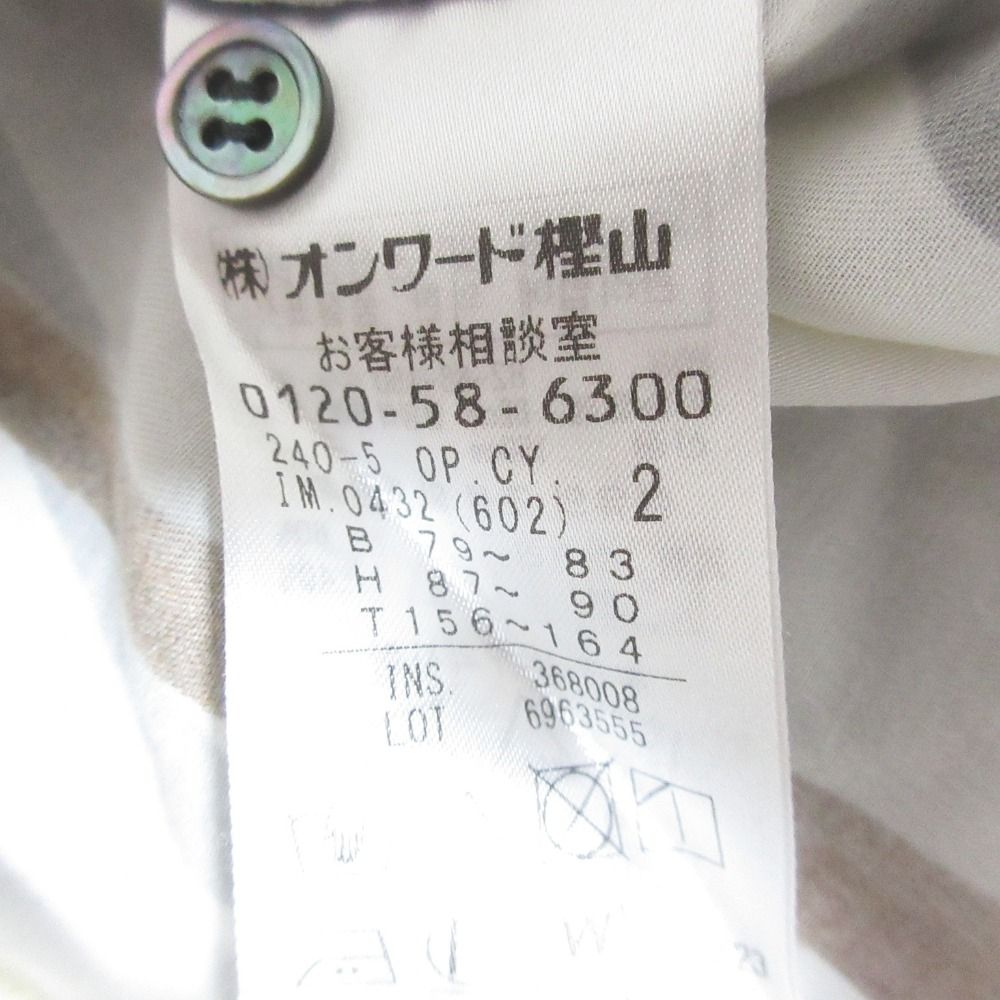 (株)オンワード樫山
お客様相談室
0120-58-6300
240-5 OP.CY.
IM.0432 (602) 2
B 79~ 83
H 87~ 90
T 156~164
INS. 368008
LOT 6963555